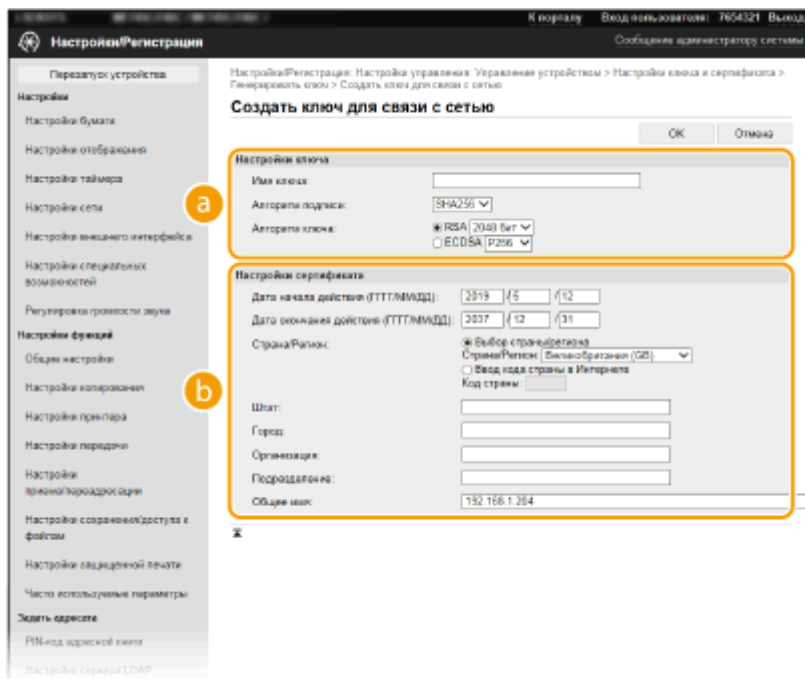 К порталу Вход пользователя: 7654321 Выход
Настройки/Регистрация
Сообщение администратору системы
Перезапуск устройства
Настройки
Настройки бумаги
Настройки отображения
Настройки таймера
Настройки сети
Настройки внешнего интерфейса
Настройки специальных
возможностей
Регулировка громкости звука
Настройки функций
Общие настройки
Настройки копирования
Настройки принтера
Настройки передачи
Настройки
приема/переадресации
Настройки сохранения/доступа к
файлам
Настройки защищенной печати
Часто используемые параметры
Задать адресата
PIN-код адресной книги
Настройки сервера LDAP
Настройки/Регистрация: Настройки управления: Управление устройством > Настройки ключа и сертификата >
Генерировать ключ > Создать ключ для связи с сетью
Создать ключ для связи с сетью
OK Отмена
a
Настройки ключа
Имя ключа:
Алгоритм подписи: SHA256
Алгоритм ключа: RSA 2048 бит
ECDSA P256
b
Настройки сертификата
Дата начала действия (ГГГГ/ММ/ДД): 2019 / 5 / 12
Дата окончания действия (ГГГГ/ММ/ДД): 2037 / 12 / 31
Страна/Регион: Выбор страны/региона
Страна/Регион: Великобритания (GB)
Ввод кода страны в Интернете
Код страны:
Штат:
Город:
Организация:
Подразделение:
Общее имя: 192.168.1.204